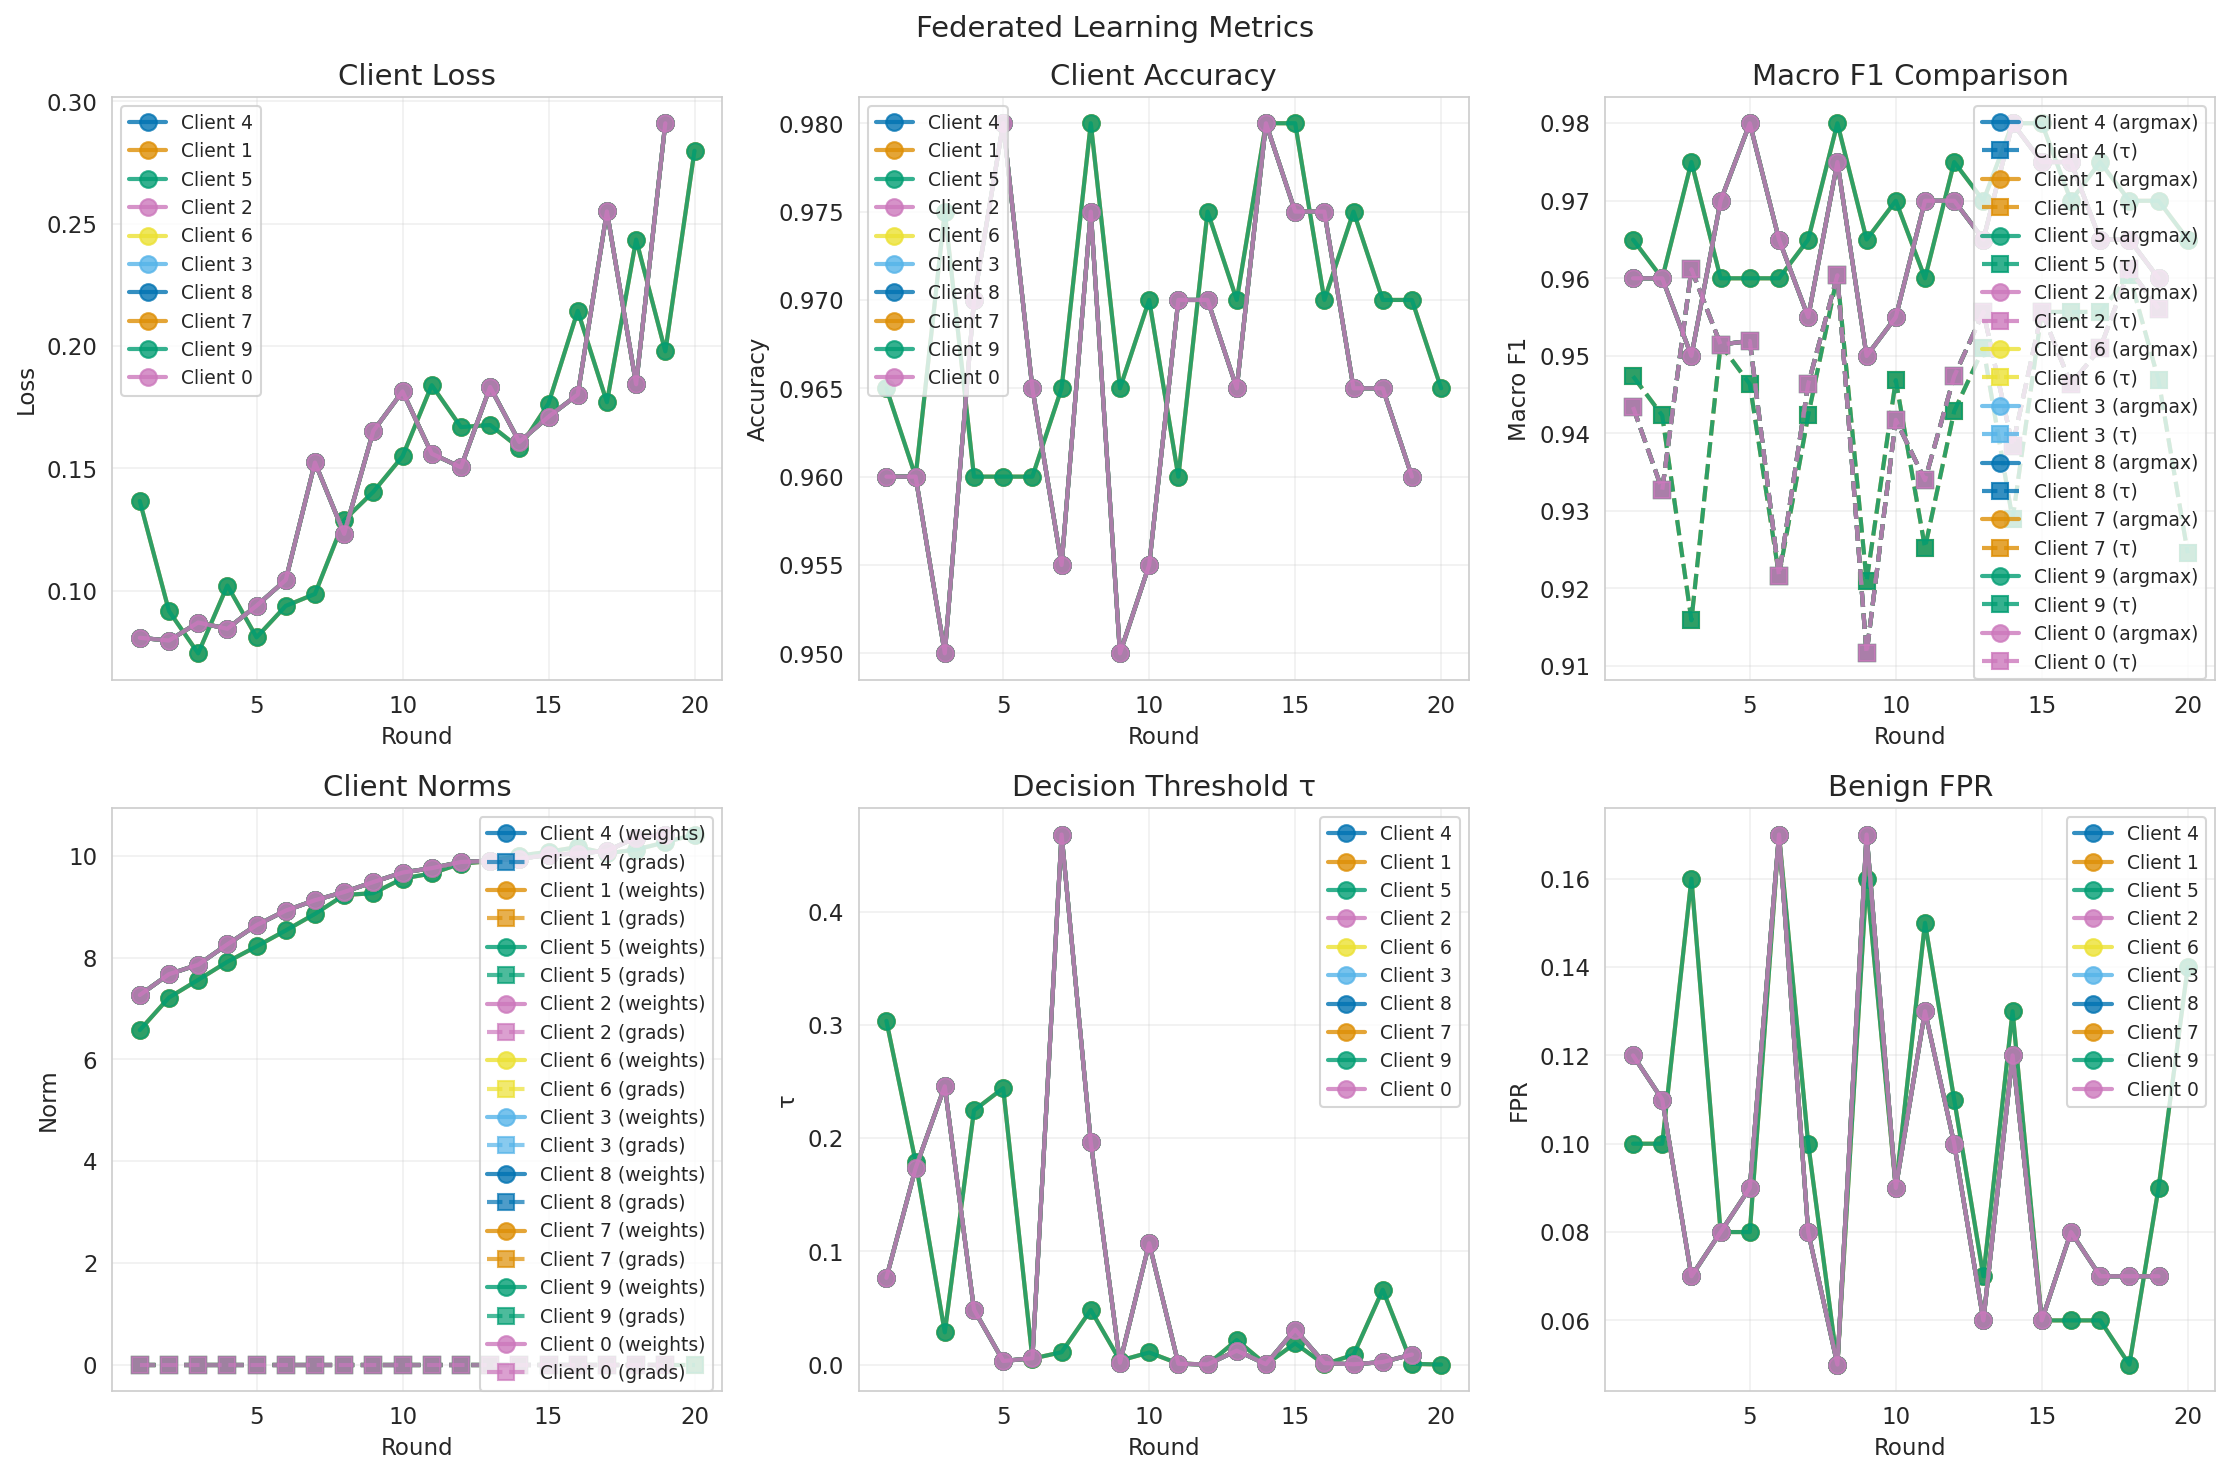 Federated Learning Metrics
Client Loss
0.30
0.25
0.20
0.15
0.10
Loss
5
10
15
20
Round
Client 4
Client 1
Client 5
Client 2
Client 6
Client 3
Client 8
Client 7
Client 9
Client 0
Client Accuracy
0.980
0.975
0.970
0.965
0.960
0.955
0.950
Accuracy
5
10
15
20
Round
Client 4
Client 1
Client 5
Client 2
Client 6
Client 3
Client 8
Client 7
Client 9
Client 0
Macro F1 Comparison
0.98
0.97
0.96
0.95
0.94
0.93
0.92
0.91
Macro F1
5
10
15
20
Round
Client 4 (argmax)
Client 4 (τ)
Client 1 (argmax)
Client 1 (τ)
Client 5 (argmax)
Client 5 (τ)
Client 2 (argmax)
Client 2 (τ)
Client 6 (argmax)
Client 6 (τ)
Client 3 (argmax)
Client 3 (τ)
Client 8 (argmax)
Client 8 (τ)
Client 7 (argmax)
Client 7 (τ)
Client 9 (argmax)
Client 9 (τ)
Client 0 (argmax)
Client 0 (τ)
Client Norms
10
8
6
4
2
0
Norm
5
10
15
20
Round
Client 4 (weights)
Client 4 (grads)
Client 1 (weights)
Client 1 (grads)
Client 5 (weights)
Client 5 (grads)
Client 2 (weights)
Client 2 (grads)
Client 6 (weights)
Client 6 (grads)
Client 3 (weights)
Client 3 (grads)
Client 8 (weights)
Client 8 (grads)
Client 7 (weights)
Client 7 (grads)
Client 9 (weights)
Client 9 (grads)
Client 0 (weights)
Client 0 (grads)
Decision Threshold τ
0.4
0.3
0.2
0.1
0.0
τ
5
10
15
20
Round
Client 4
Client 1
Client 5
Client 2
Client 6
Client 3
Client 8
Client 7
Client 9
Client 0
Benign FPR
0.16
0.14
0.12
0.10
0.08
0.06
FPR
5
10
15
20
Round
Client 4
Client 1
Client 5
Client 2
Client 6
Client 3
Client 8
Client 7
Client 9
Client 0